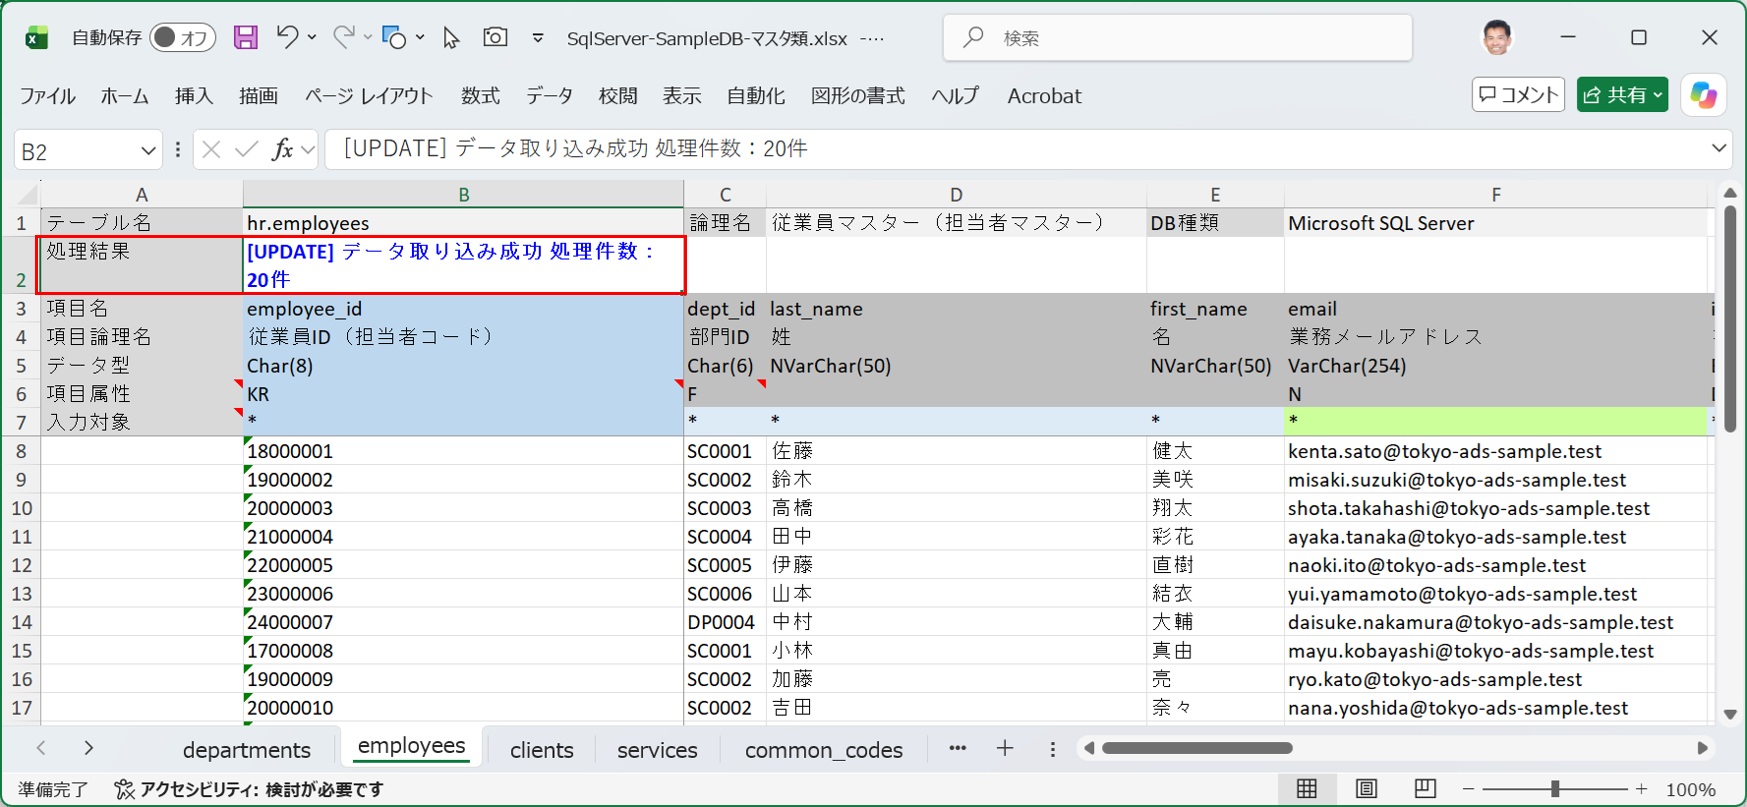 自動保存 オフ SqlServer-SampleDB-マスタ類.xlsx -… 検索
ファイル ホーム 挿入 描画 ページ レイアウト 数式 データ 校閲 表示 自動化 図形の書式 ヘルプ Acrobat コメント 共有
B2 fx [UPDATE] データ取り込み成功 処理件数：20件
A B C D E F
1 テーブル名 hr.employees 論理名 従業員マスター（担当者マスター） DB種類 Microsoft SQL Server
2 処理結果 [UPDATE] データ取り込み成功 処理件数：
20件
3 項目名 employee_id dept_id last_name first_name email
4 項目論理名 従業員ID（担当者コード） 部門ID 姓 名 業務メールアドレス
5 データ型 Char(8) Char(6) NVarChar(50) NVarChar(50) VarChar(254)
6 項目属性 KR F N
7 入力対象 * * * * *
8 18000001 SC0001 佐藤 健太 kenta.sato@tokyo-ads-sample.test
9 19000002 SC0002 鈴木 美咲 misaki.suzuki@tokyo-ads-sample.test
10 20000003 SC0003 高橋 翔太 shota.takahashi@tokyo-ads-sample.test
11 21000004 SC0004 田中 彩花 ayaka.tanaka@tokyo-ads-sample.test
12 22000005 SC0005 伊藤 直樹 naoki.ito@tokyo-ads-sample.test
13 23000006 SC0006 山本 結衣 yui.yamamoto@tokyo-ads-sample.test
14 24000007 DP0004 中村 大輔 daisuke.nakamura@tokyo-ads-sample.test
15 17000008 SC0001 小林 真由 mayu.kobayashi@tokyo-ads-sample.test
16 19000009 SC0002 加藤 亮 ryo.kato@tokyo-ads-sample.test
17 20000010 SC0002 吉田 奈々 nana.yoshida@tokyo-ads-sample.test
departments employees clients services common_codes ···
準備完了 アクセシビリティ: 検討が必要です 100%